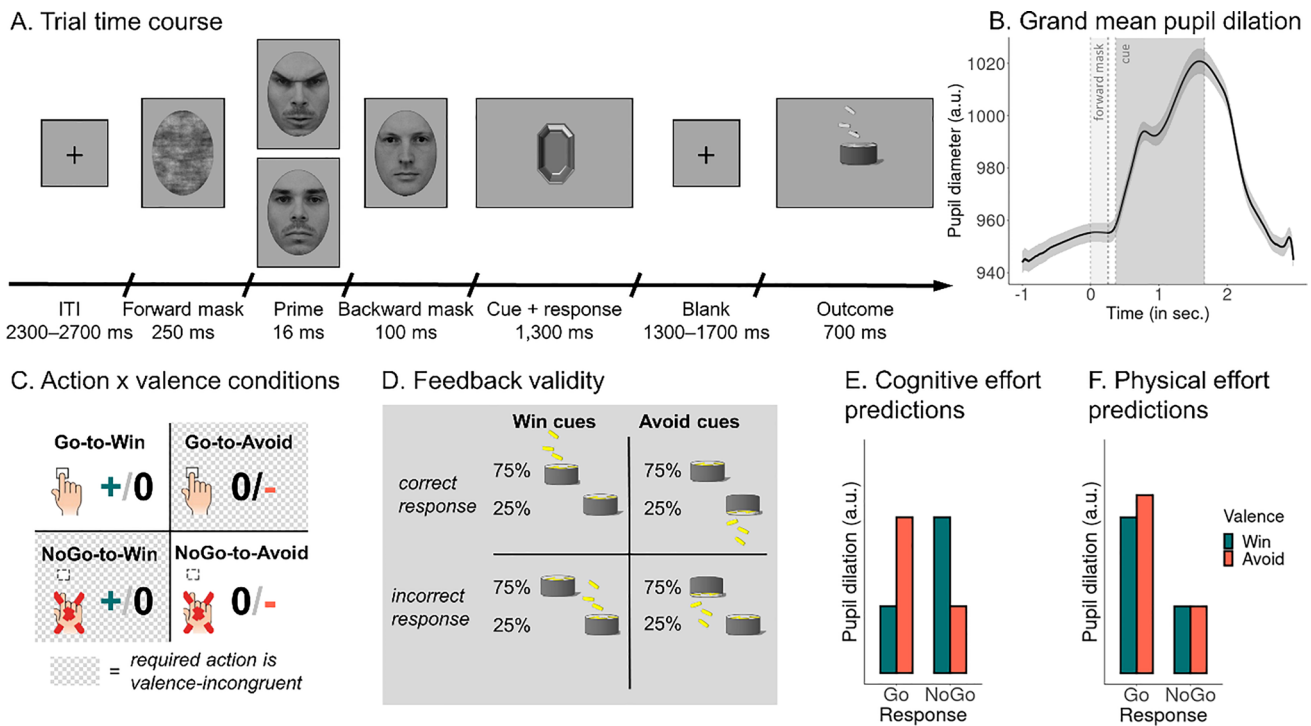 A. Trial time course
ITI
2300–2700 ms
Forward mask
250 ms
Prime
16 ms
Backward mask
100 ms
Cue + response
1,300 ms
Blank
1300–1700 ms
Outcome
700 ms
B. Grand mean pupil dilation
Pupil diameter (a.u.)
1020
1000
980
960
940
forward mask
cue
-1
0
1
2
Time (in sec.)
C. Action x valence conditions
Go-to-Win
+/0
Go-to-Avoid
0/-
NoGo-to-Win
+/0
NoGo-to-Avoid
0/-
= required action is
valence-incongruent
D. Feedback validity
Win cues
Avoid cues
correct
response
75%
75%
25%
25%
incorrect
response
75%
75%
25%
25%
E. Cognitive effort
predictions
Pupil dilation (a.u.)
Go
NoGo
Response
F. Physical effort
predictions
Pupil dilation (a.u.)
Go
NoGo
Response
Valence
Win
Avoid